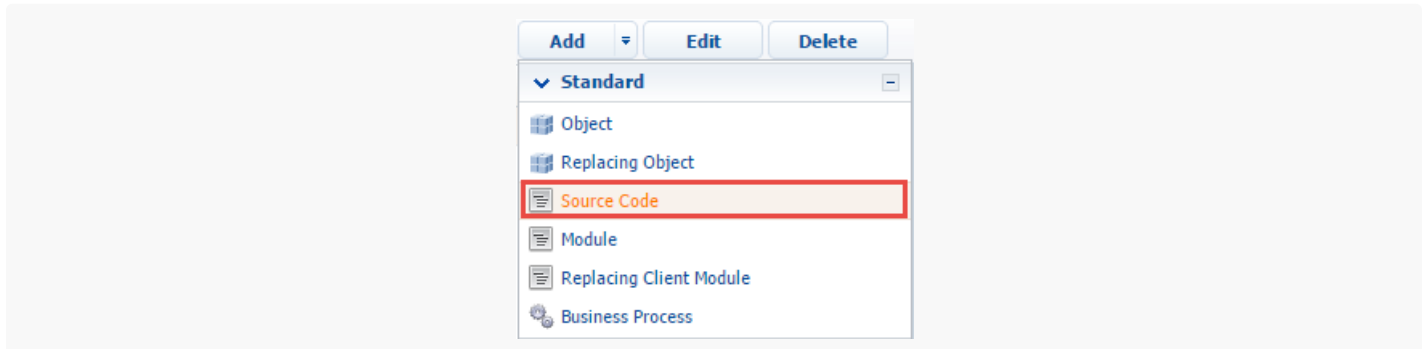 Add Edit Delete
Standard
Object
Replacing Object
Source Code
Module
Replacing Client Module
Business Process